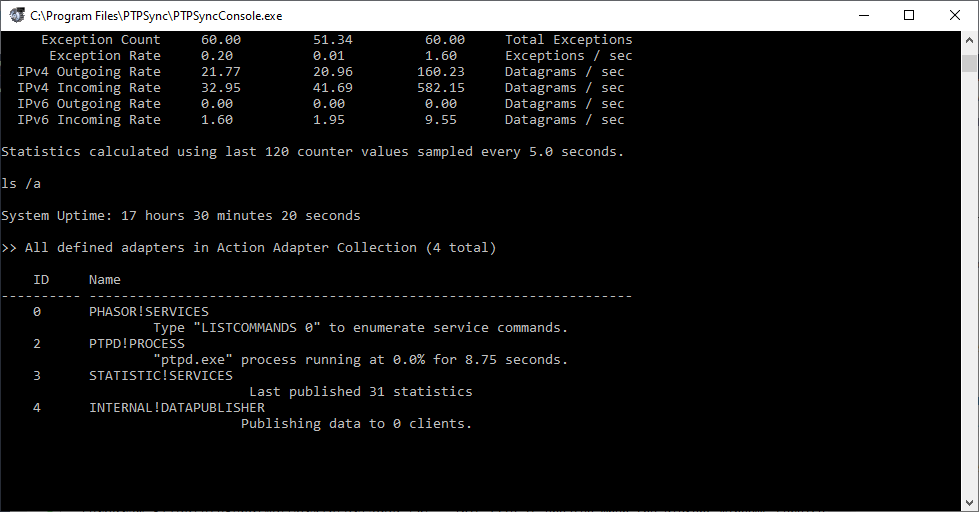 C:\Program Files\PTPSync\PTPSyncConsole.exe
Exception Count 60.00 51.34 60.00 Total Exceptions
Exception Rate 0.20 0.01 1.60 Exceptions / sec
IPv4 Outgoing Rate 21.77 20.96 160.23 Datagrams / sec
IPv4 Incoming Rate 32.95 41.69 582.15 Datagrams / sec
IPv6 Outgoing Rate 0.00 0.00 0.00 Datagrams / sec
IPv6 Incoming Rate 1.60 1.95 9.55 Datagrams / sec
Statistics calculated using last 120 counter values sampled every 5.0 seconds.
ls /a
System Uptime: 17 hours 30 minutes 20 seconds
>> All defined adapters in Action Adapter Collection (4 total)
ID Name
---------- --------------------------------------------------------------------
0 PHASOR!SERVICES
Type "LISTCOMMANDS 0" to enumerate service commands.
2 PTPD!PROCESS
"ptpd.exe" process running at 0.0% for 8.75 seconds.
3 STATISTIC!SERVICES
Last published 31 statistics
4 INTERNAL!DATAPUBLISHER
Publishing data to 0 clients.